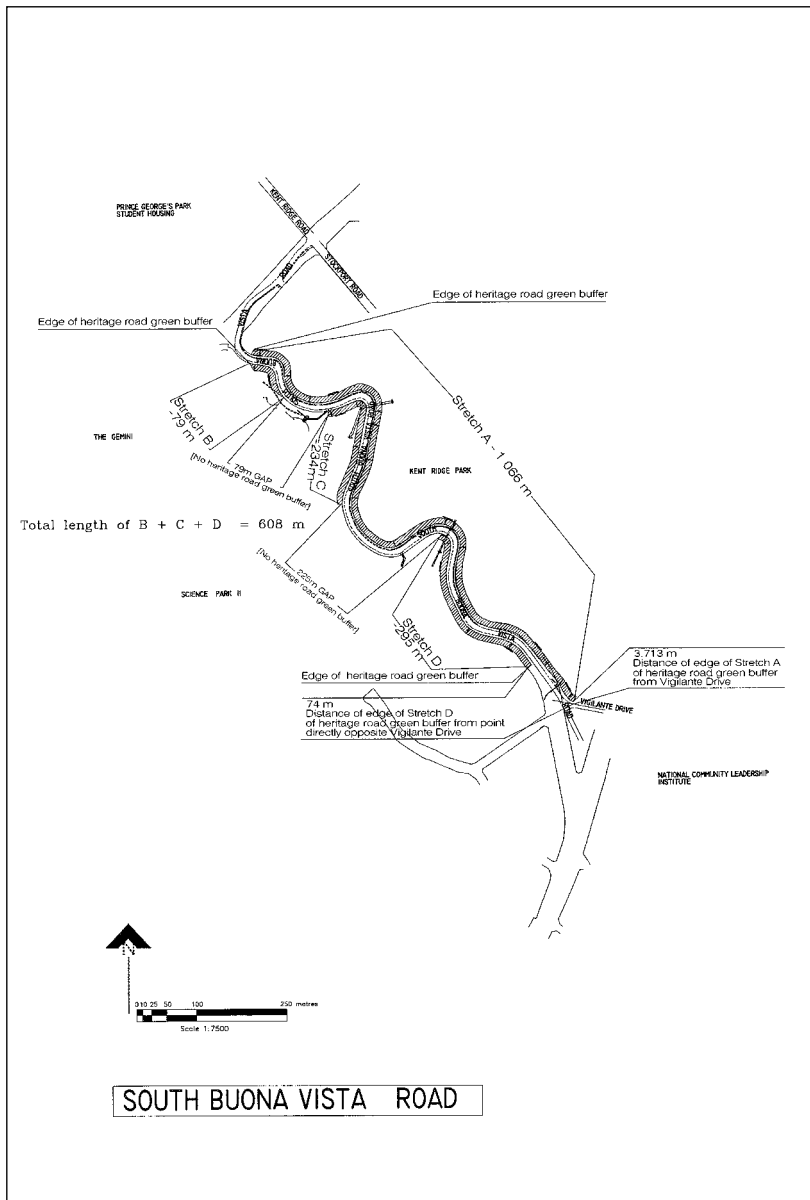 PRINCE GEORGE'S PARK
STUDENT HOUSING
KENT RIDGE ROAD
STOCKPORT ROAD
ROAD
VISTA
Edge of heritage road green buffer
Edge of heritage road green buffer
BUONA
[Stretch B
-79 m
THE GEMINI
79m GAP
[No heritage road green buffer]
Stretch C
-234m
Stretch A -1 066 m
KENT RIDGE PARK
Total length of B + C + D = 608 m
SOUTH
225m GAP
[No heritage road green buffer]
SCIENCE PARK II
Stretch D
-295 m
VISTA
Edge of heritage road green buffer
3.713 m
Distance of edge of Stretch A
of heritage road green buffer
from Vigilante Drive
74 m
Distance of edge of Stretch D
of heritage road green buffer from point
directly opposite Vigilante Drive
VIGILANTE DRIVE
ROAD
NATIONAL COMMUNITY LEADERSHIP
INSTITUTE
N
0 10 25 50 100 250 metres
Scale 1:7500
SOUTH BUONA VISTA ROAD